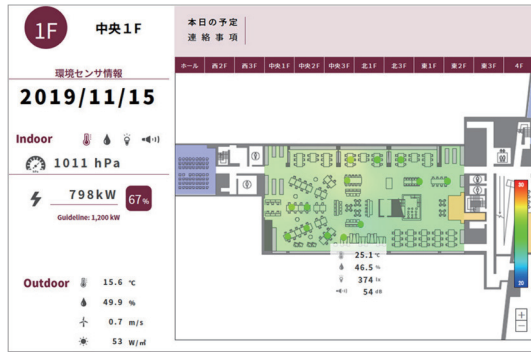 1F
中央1F
環境センサ情報
2019/11/15
Indoor
1011 hPa
798kW
67%
Guideline: 1,200 kW
Outdoor
15.6 ℃
49.9 %
0.7 m/s
53 W/㎡
本日の予定
連絡事項
ホール 西2F 西3F 中央1F 中央2F 中央3F 北1F 北3F 東1F 東2F 東3F 4F
25.1 ℃
46.5 %
374 lx
54 dB
30
20
+
−